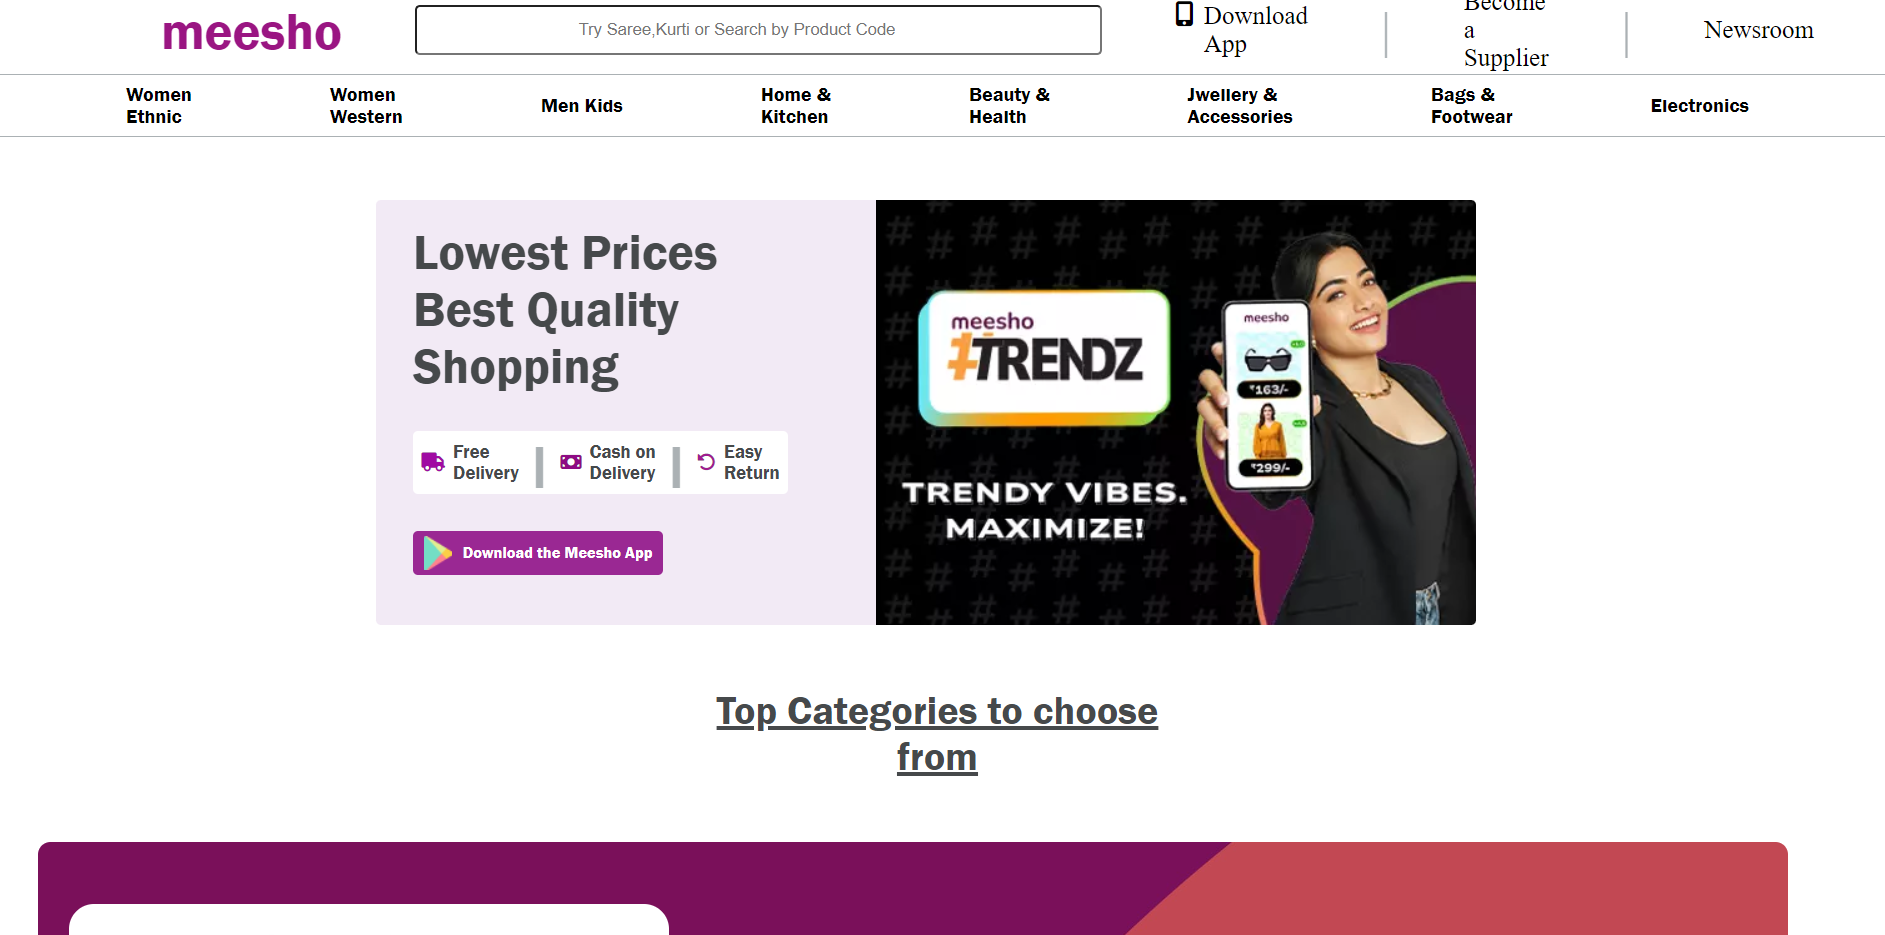 meesho
Try Saree,Kurti or Search by Product Code
Download
App
Become
a
Supplier
Newsroom
Women
Ethnic
Women
Western
Men Kids
Home &
Kitchen
Beauty &
Health
Jwellery &
Accessories
Bags &
Footwear
Electronics
Lowest Prices
Best Quality
Shopping
Free
Delivery
Cash on
Delivery
Easy
Return
Download the Meesho App
meesho
#TRENDZ
TRENDY VIBES.
MAXIMIZE!
meesho
₹163/-
₹299/-
Top Categories to choose
from